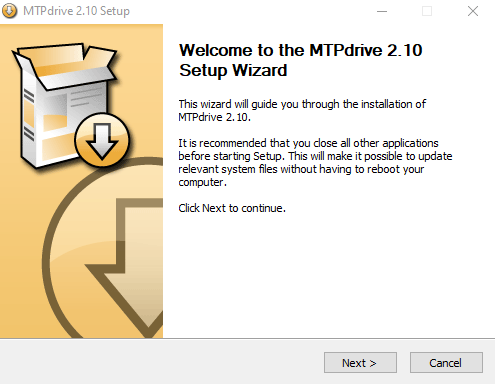 MTPdrive 2.10 Setup
Welcome to the MTPdrive 2.10
Setup Wizard
This wizard will guide you through the installation of
MTPdrive 2.10.
It is recommended that you close all other applications
before starting Setup. This will make it possible to update
relevant system files without having to reboot your
computer.
Click Next to continue.
Next > Cancel